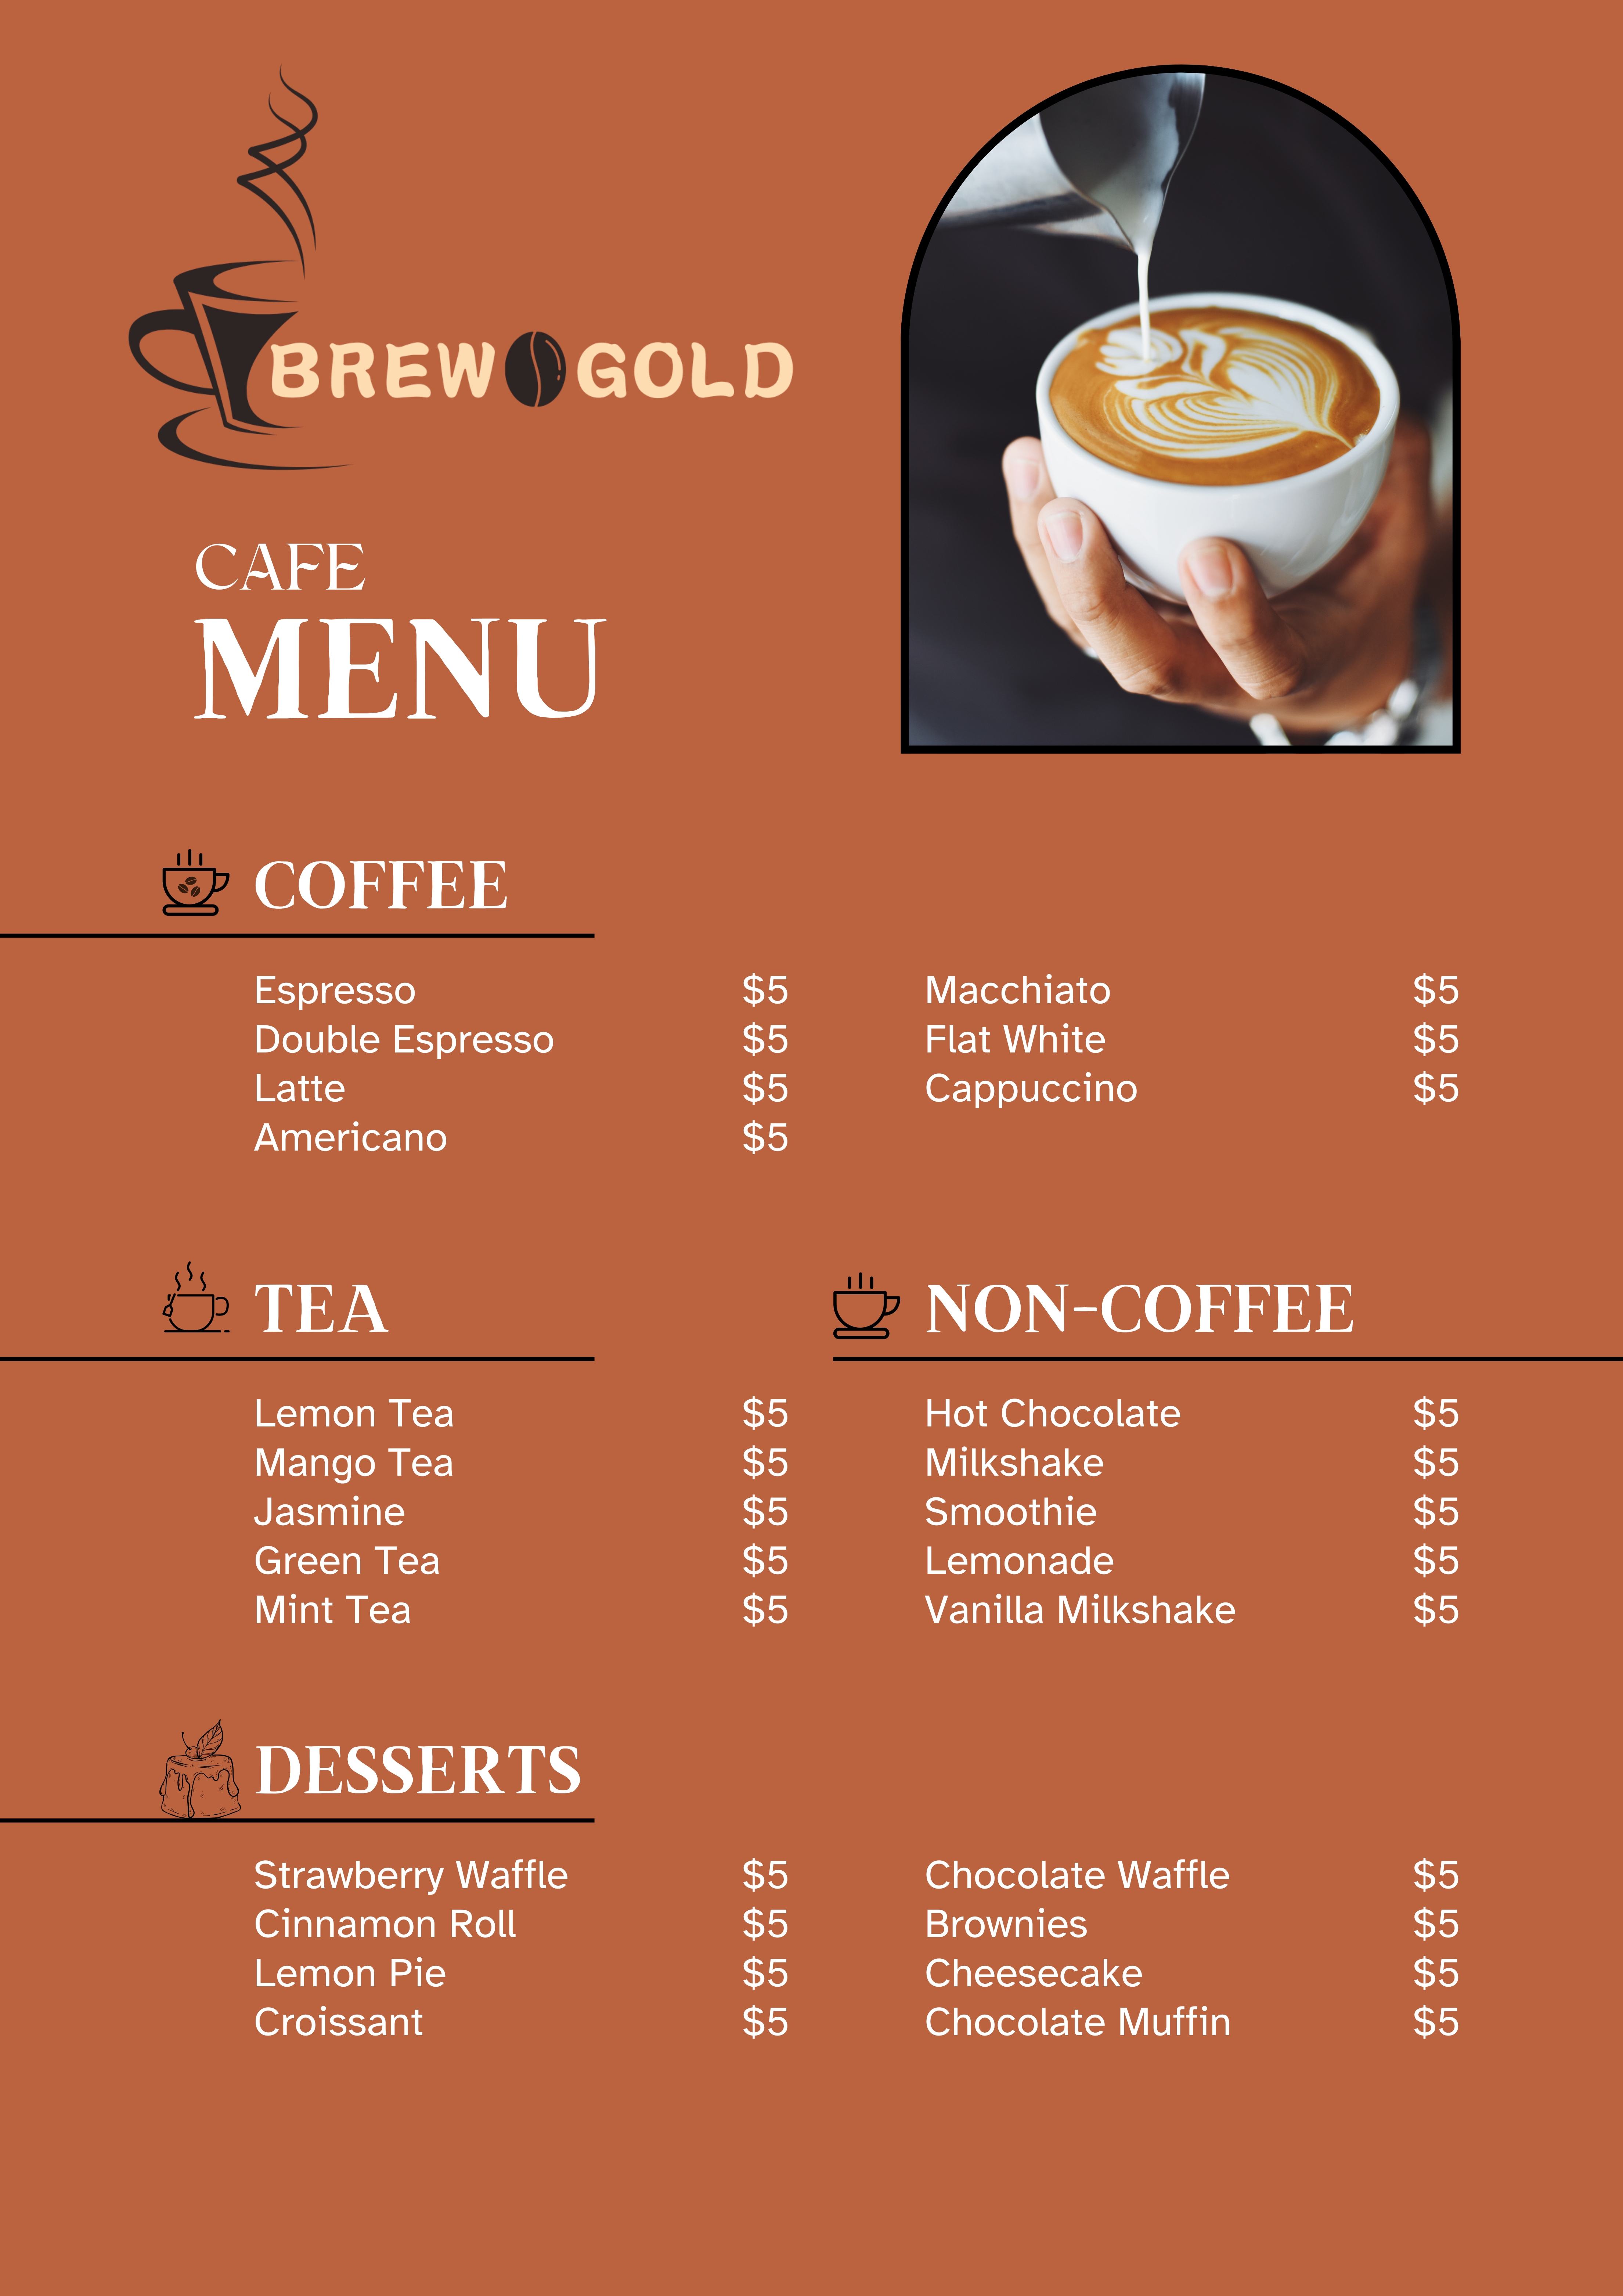 BREW GOLD
CAFE
MENU
COFFEE
Espresso $5
Double Espresso $5
Latte $5
Americano $5
Macchiato $5
Flat White $5
Cappuccino $5
TEA
Lemon Tea $5
Mango Tea $5
Jasmine $5
Green Tea $5
Mint Tea $5
NON-COFFEE
Hot Chocolate $5
Milkshake $5
Smoothie $5
Lemonade $5
Vanilla Milkshake $5
DESSERTS
Strawberry Waffle $5
Cinnamon Roll $5
Lemon Pie $5
Croissant $5
Chocolate Waffle $5
Brownies $5
Cheesecake $5
Chocolate Muffin $5